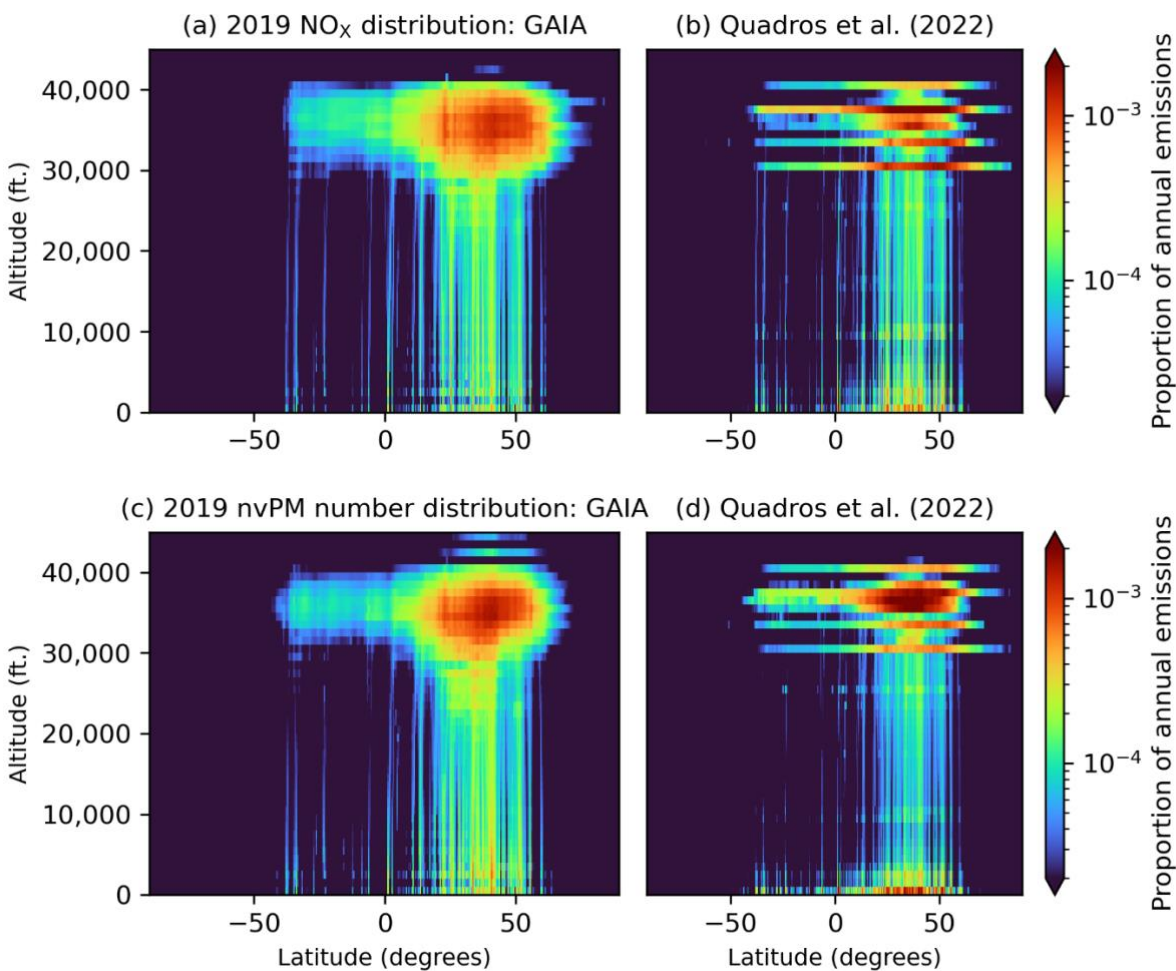 (a) 2019 NOX distribution: GAIA
(b) Quadros et al. (2022)
40,000
30,000
20,000
10,000
0
Altitude (ft.)
−50
0
50
−50
0
50
10−3
10−4
Proportion of annual emissions
(c) 2019 nvPM number distribution: GAIA
(d) Quadros et al. (2022)
40,000
30,000
20,000
10,000
0
Altitude (ft.)
−50
0
50
Latitude (degrees)
−50
0
50
Latitude (degrees)
10−3
10−4
Proportion of annual emissions